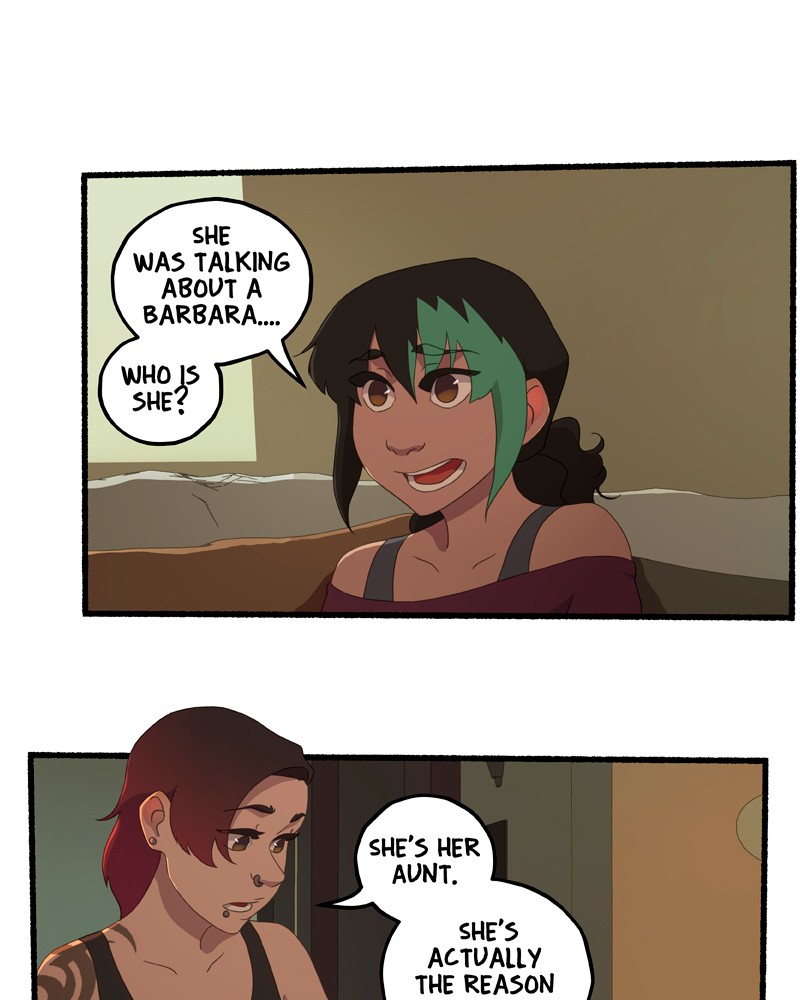 SHE
WAS TALKING
ABOUT A
BARBARA....
WHO IS
SHE?
SHE'S HER
AUNT.
SHE'S
ACTUALLY
THE REASON